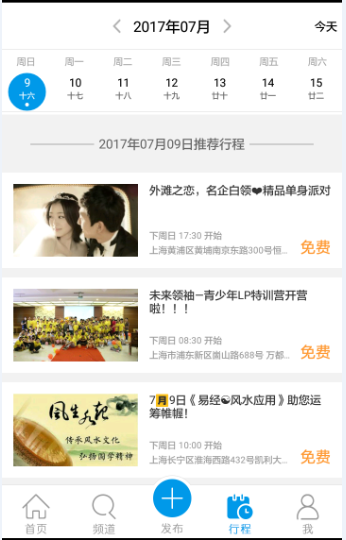 2017年07月 今天
周日 周一 周二 周三 周四 周五 周六
9 10 11 12 13 14 15
十六 十七 十八 十九 二十 廿一 廿二
2017年07月09日推荐行程
外滩之恋，名企白领❤精品单身派对
下周日 17:30 开始
上海黄浦区黄埔南京东路300号恒... 免费
未来领袖—青少年LP特训营开营
啦！！！
下周日 08:30 开始
上海市浦东新区崮山路688号 万都... 免费
风生水起
传承风水文化
弘扬国学精神
7月9日《易经☯风水应用》助您运
筹帷幄！
下周日 10:00 开始
上海长宁区淮海西路432号凯利大... 免费
首页 频道 发布 行程 我